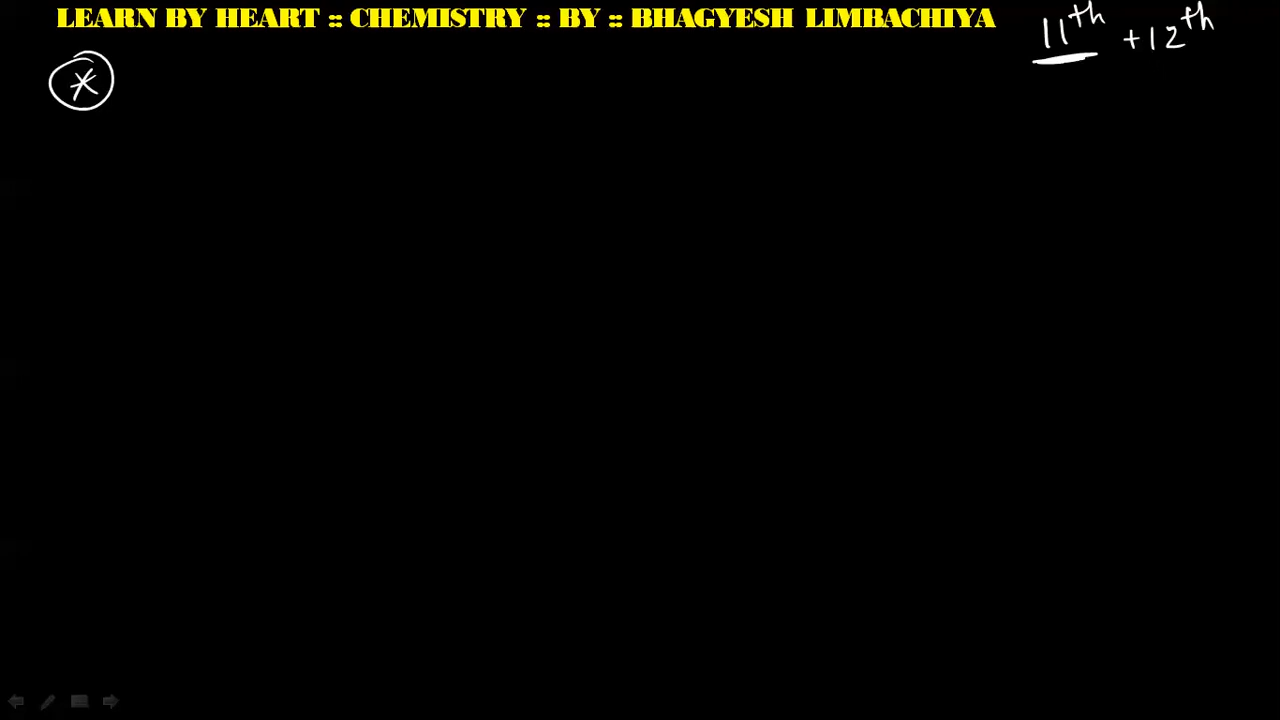 LEARN BY HEART :: CHEMISTRY :: BY :: BHAGYESH LIMBACHIYA
11th + 12th
*